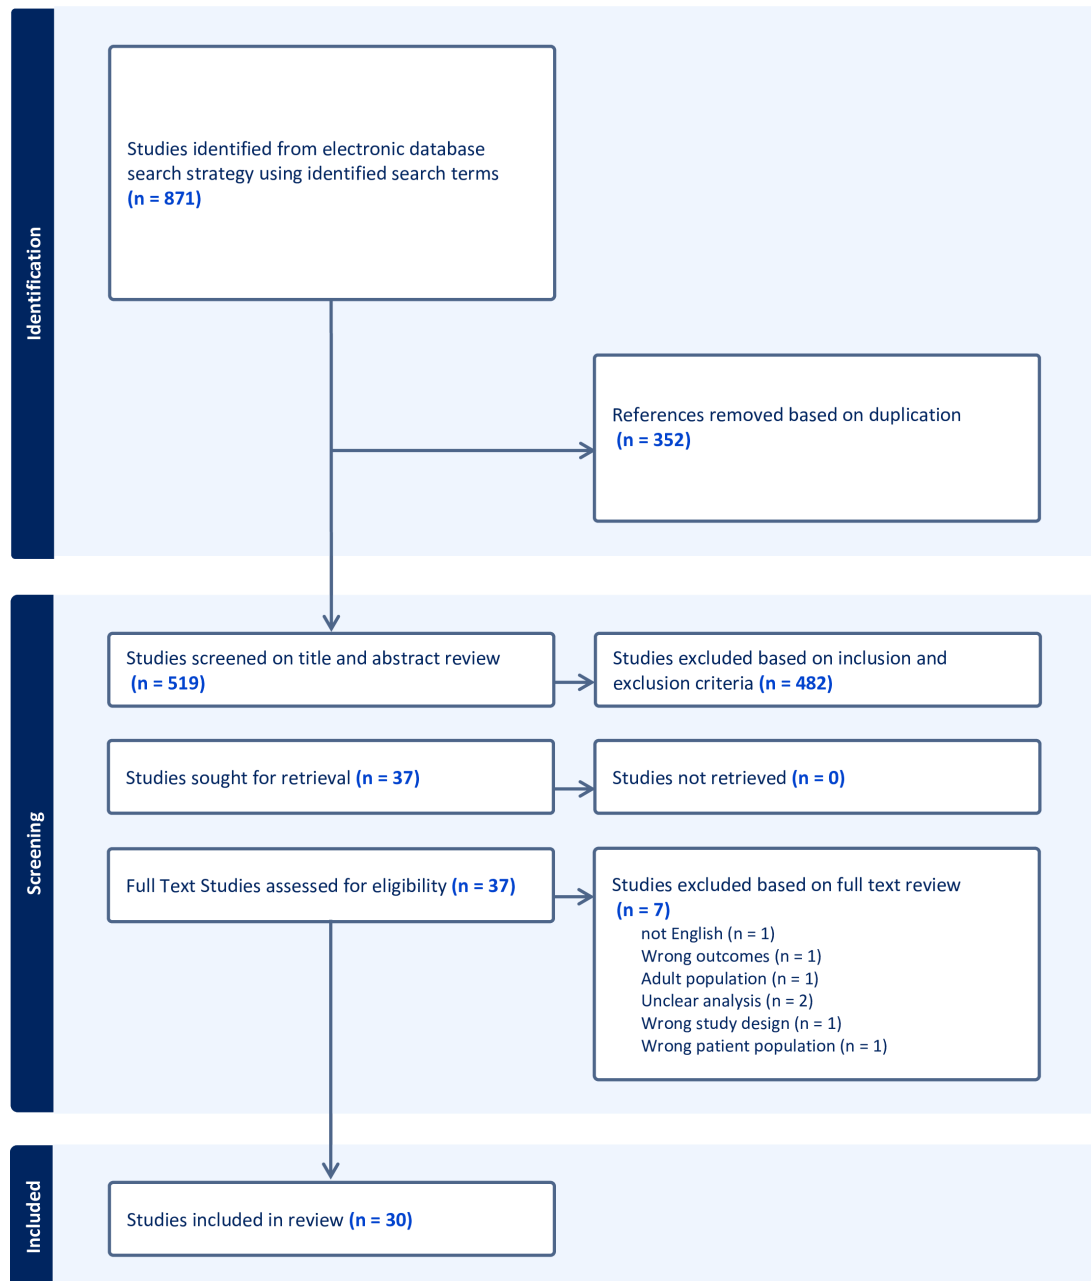 Identification
Studies identified from electronic database
search strategy using identified search terms
(n = 871)
References removed based on duplication
(n = 352)
Screening
Studies screened on title and abstract review
(n = 519)
Studies excluded based on inclusion and
exclusion criteria (n = 482)
Studies sought for retrieval (n = 37)
Studies not retrieved (n = 0)
Full Text Studies assessed for eligibility (n = 37)
Studies excluded based on full text review
(n = 7)
not English (n = 1)
Wrong outcomes (n = 1)
Adult population (n = 1)
Unclear analysis (n = 2)
Wrong study design (n = 1)
Wrong patient population (n = 1)
Included
Studies included in review (n = 30)